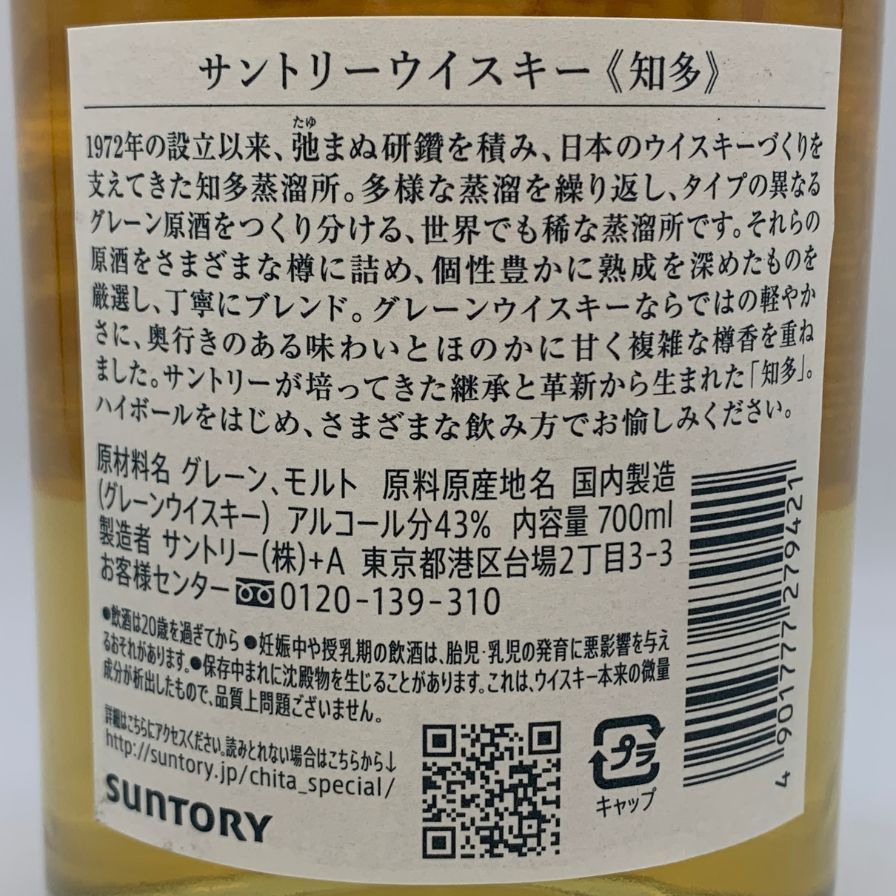 サントリーウイスキー《知多》
1972年の設立以来、弛まぬ研鑽を積み、日本のウイスキーづくりを
たゆ
支えてきた知多蒸溜所。多様な蒸溜を繰り返し、タイプの異なる
グレーン原酒をつくり分ける、世界でも稀な蒸溜所です。それらの
原酒をさまざまな樽に詰め、個性豊かに熟成を深めたものを
厳選し、丁寧にブレンド。グレーンウイスキーならではの軽やか
さに、奥行きのある味わいとほのかに甘く複雑な樽香を重ね
ました。サントリーが培ってきた継承と革新から生まれた「知多」。
ハイボールをはじめ、さまざまな飲み方でお愉しみください。
原材料名 グレーン、モルト 原料原産地名 国内製造
(グレーンウイスキー) アルコール分43% 内容量 700ml
製造者 サントリー(株)+A 東京都港区台場2丁目3-3
お客様センター 0120-139-310
●飲酒は20歳を過ぎてから ●妊娠中や授乳期の飲酒は、胎児・乳児の発育に悪影響を与え
るおそれがあります。●保存中まれに沈殿物を生じることがあります。これは、ウイスキー本来の微量
成分が析出したもので、品質上問題ございません。
詳細はこちらにアクセスください。読みとれない場合はこちらから↓
http://suntory.jp/chita_special/
SUNTORY
プラ
キャップ
4 901777 279421